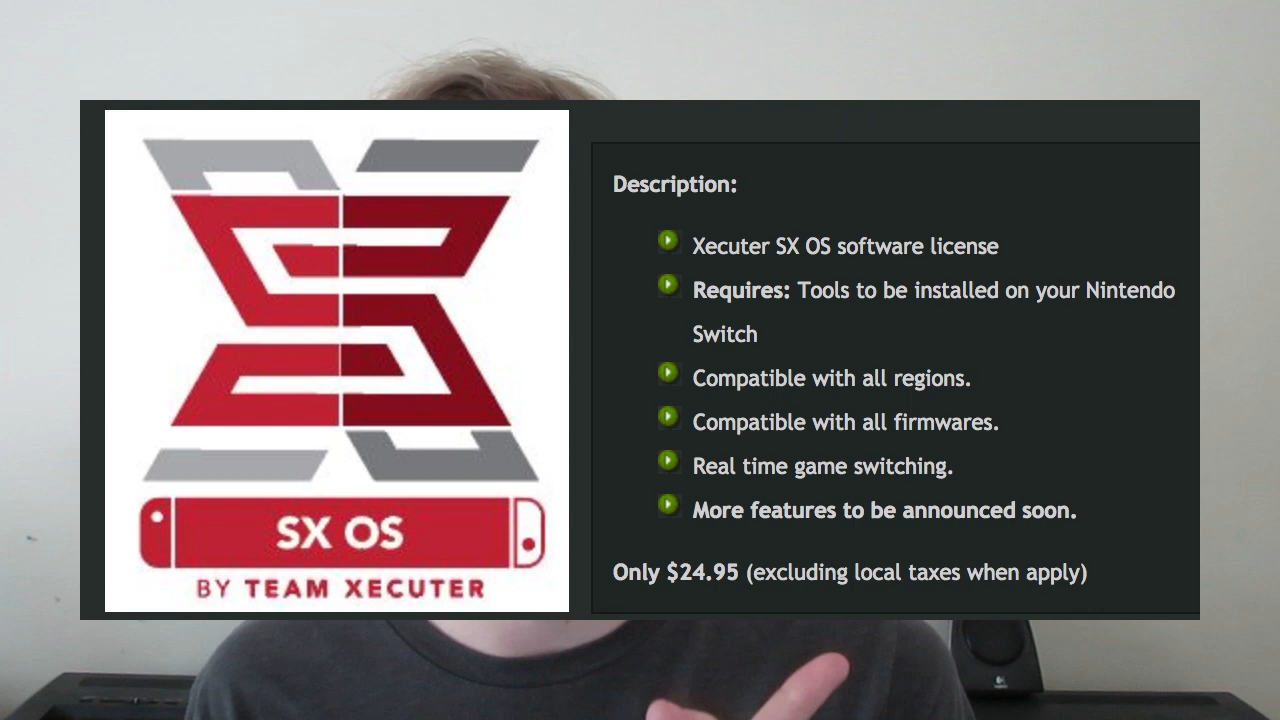 Description:
Xecuter SX OS software license
Requires: Tools to be installed on your Nintendo
Switch
Compatible with all regions.
Compatible with all firmwares.
Real time game switching.
More features to be announced soon.
Only $24.95 (excluding local taxes when apply)
SX OS
BY TEAM XECUTER